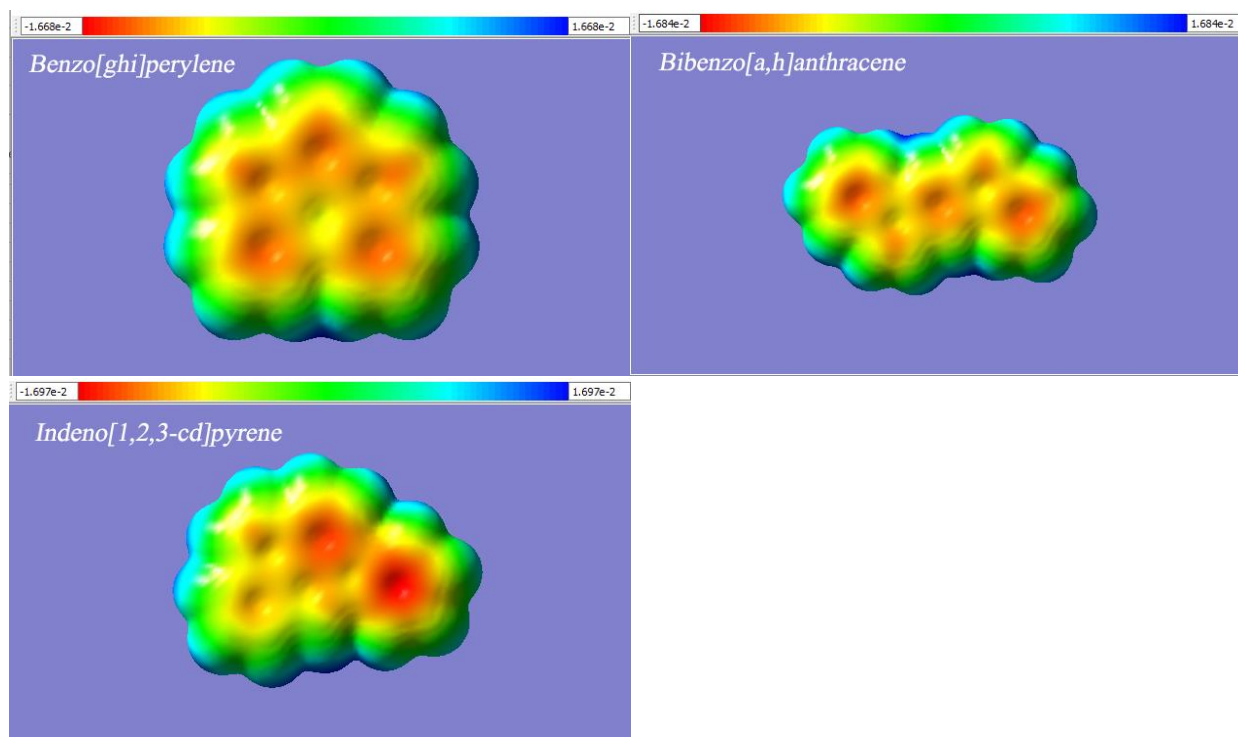 -1.668e-2 1.668e-2
Benzo[ghi]perylene
-1.684e-2 1.684e-2
Bibenzo[a,h]anthracene
-1.697e-2 1.697e-2
Indeno[1,2,3-cd]pyrene